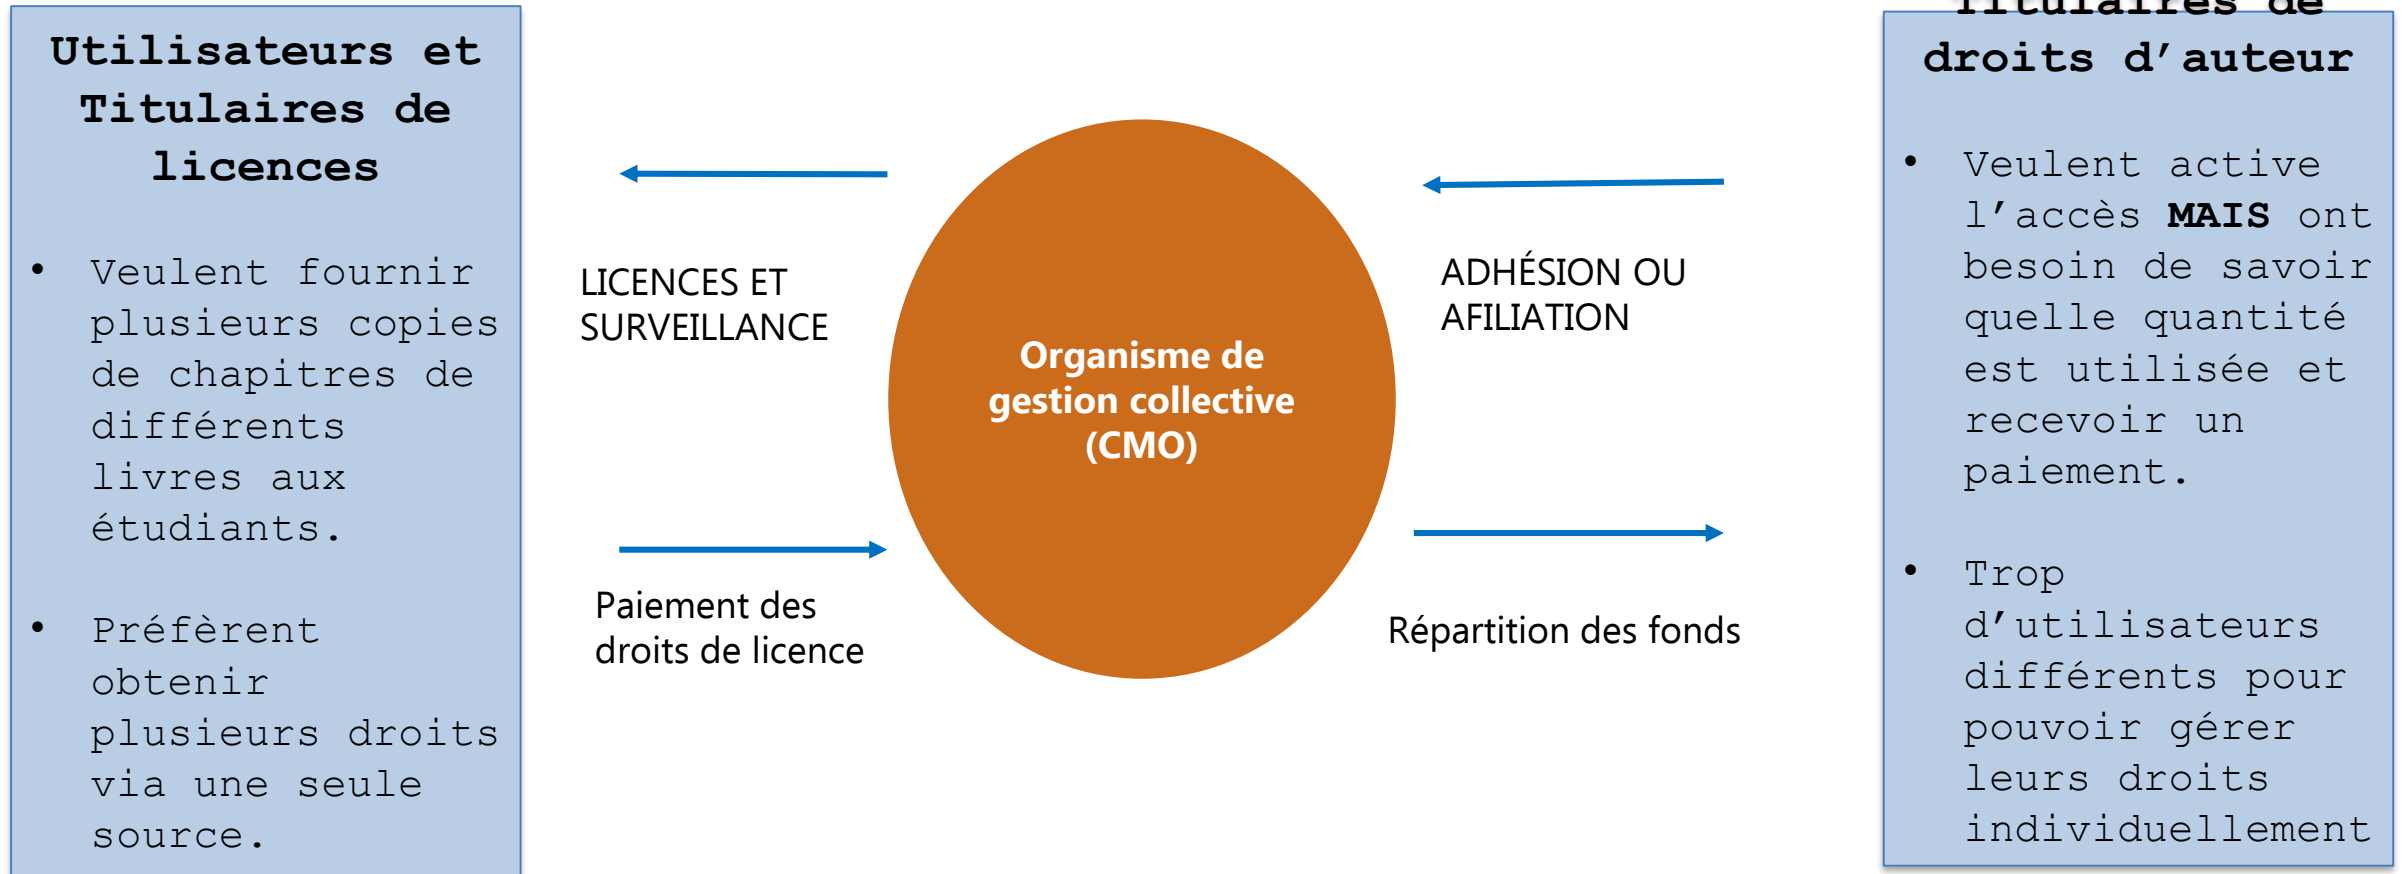 Utilisateurs et
Titulaires de
licences
• Veulent fournir
plusieurs copies
de chapitres de
différents
livres aux
étudiants.
• Préfèrent
obtenir
plusieurs droits
via une seule
source.
LICENCES ET
SURVEILLANCE
Paiement des
droits de licence
Organisme de
gestion collective
(CMO)
ADHÉSION OU
AFILIATION
Répartition des fonds
Titulaires de
droits d’auteur
• Veulent active
l’accès MAIS ont
besoin de savoir
quelle quantité
est utilisée et
recevoir un
paiement.
• Trop
d’utilisateurs
différents pour
pouvoir gérer
leurs droits
individuellement